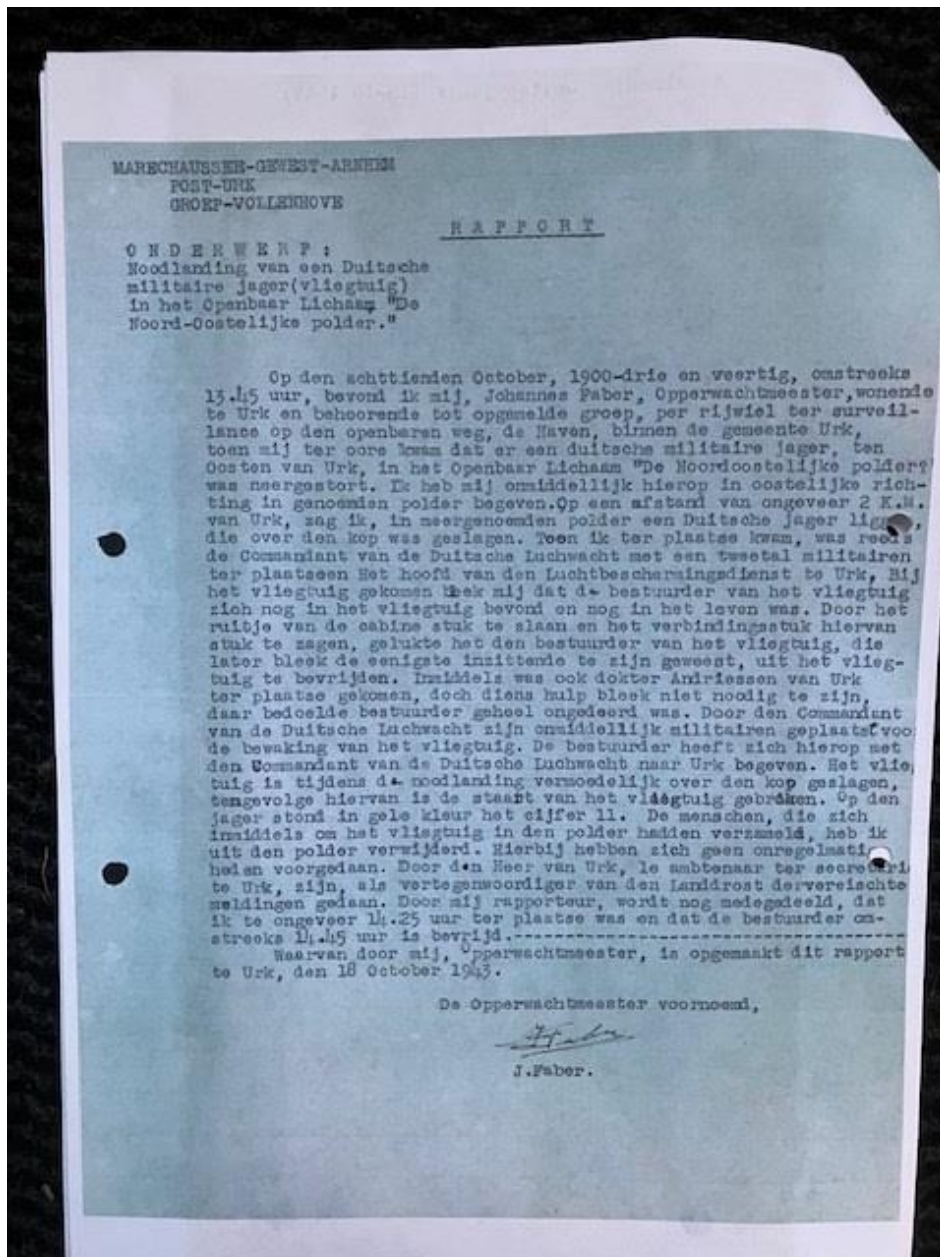 MARECHAUSSEE-GEWEST-ARNHEM
POST-URK
GROEP-VOLLENHOVE
R A P P O R T
O N D E R W E R P :
Noodlanding van een Duitsche
militaire jager(vliegtuig)
in het Openbaar Lichaam "De
Noord-Oostelijke polder."
Op den achttienden October, 1900-drie en veertig, omstreeks
13.45 uur, bevond ik mij, Johannes Faber, Opperwachtmeester,wonende
te Urk en behoorende tot opgemelde groep, per rijwiel ter surveil-
lance op den openbaren weg, de Haven, binnen de gemeente Urk,
toen mij ter oore kwam dat er een duitsche militaire jager, ten
Oosten van Urk, in het Openbaar Lichaam "De Noordoostelijke polder"
was neergestort. Ik heb mij onmiddellijk hierop in oostelijke rich-
ting in genoemden polder begeven.Op een afstand van ongeveer 2 K.M.
van Urk, zag ik, in meergenoemden polder een Duitsche jager
die over den kop was geslagen. Toen ik ter plaatse kwam, was reeds
de Commandant van de Duitsche Luchwacht met een tweetal militairen
ter plaatseen Het hoofd van den Luchtbeschermingsdienst te Urk, Bij
het vliegtuig gekomen bleek mij dat de bestuurder van het vliegtuig
zich nog in het vliegtuig bevond en nog in het leven was. Door het
ruitje van de cabine stuk te slaan en het verbindingsstuk hiervan
stuk te zagen, gelukte het den bestuurder van het vliegtuig, die
later bleek de eenigste inzittende te zijn geweest, uit het vlieg-
tuig te bevrijden. Inmiddels was ook dokter Andriessen van Urk
ter plaatse gekomen, doch diens hulp bleek niet noodig te zijn,
daar bedoelde bestuurder geheel ongedeerd was. Door den Commandant
van de Duitsche Luchwacht zijn onmiddellijk militairen geplaatst voo
de bewaking van het vliegtuig. De bestuurder heeft zich hierop met
den Commandant van de Duitsche Luchwacht naar Urk begeven. Het vlie
tuig is tijdens de noodlanding vermoedelijk over den kop geslagen,
tengevolge hiervan is de staart van het vliegtuig gebroken. Op den
jager stond in gele kleur het cijfer 11. De menschen, die zich
inmiddels om het vliegtuig in den polder hadden verzameld, heb ik
uit den polder verwijderd. Hierbij hebben zich geen onregelmati
heden voorgedaan. Door den Heer van Urk, le ambtenaar ter secretari
te Urk, zijn, als vertegenwoordiger van den Landdrost dervereischte
meldingen gedaan. Door mij rapporteur, wordt nog medegedeeld, dat
ik te ongeveer 14.25 uur ter plaatse was en dat de bestuurder om-
streeks 14.45 uur is bevrijd.----------------------------------------
Waarvan door mij, Opperwachtmeester, is opgemaakt dit rapport
te Urk, den 18 October 1943.
De Opperwachtmeester voornoemd,
JFaber
J.Faber.